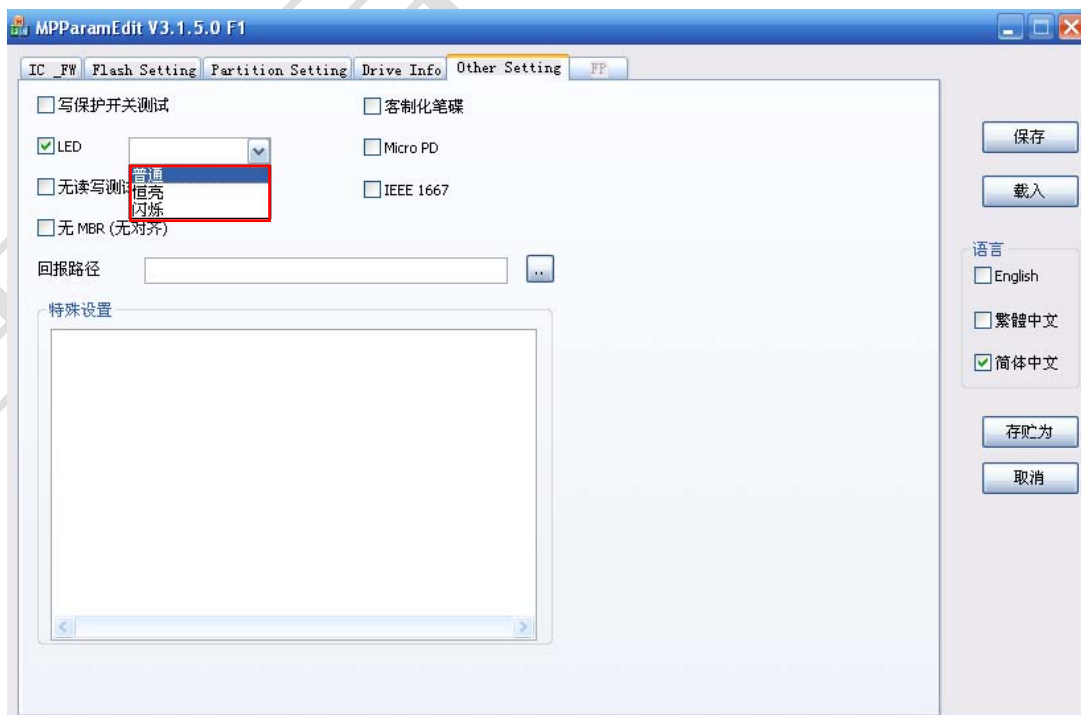 MPParamEdit V3.1.5.0 F1
IC _FW Flash Setting Partition Setting Drive Info Other Setting FP
写保护开关测试
客制化笔碟
LED
Micro PD
普通
恒亮
闪烁
无读写测试
IEEE 1667
无 MBR (无对齐)
回报路径
..
特殊设置
保存
载入
语言
English
繁體中文
简体中文
存贮为
取消